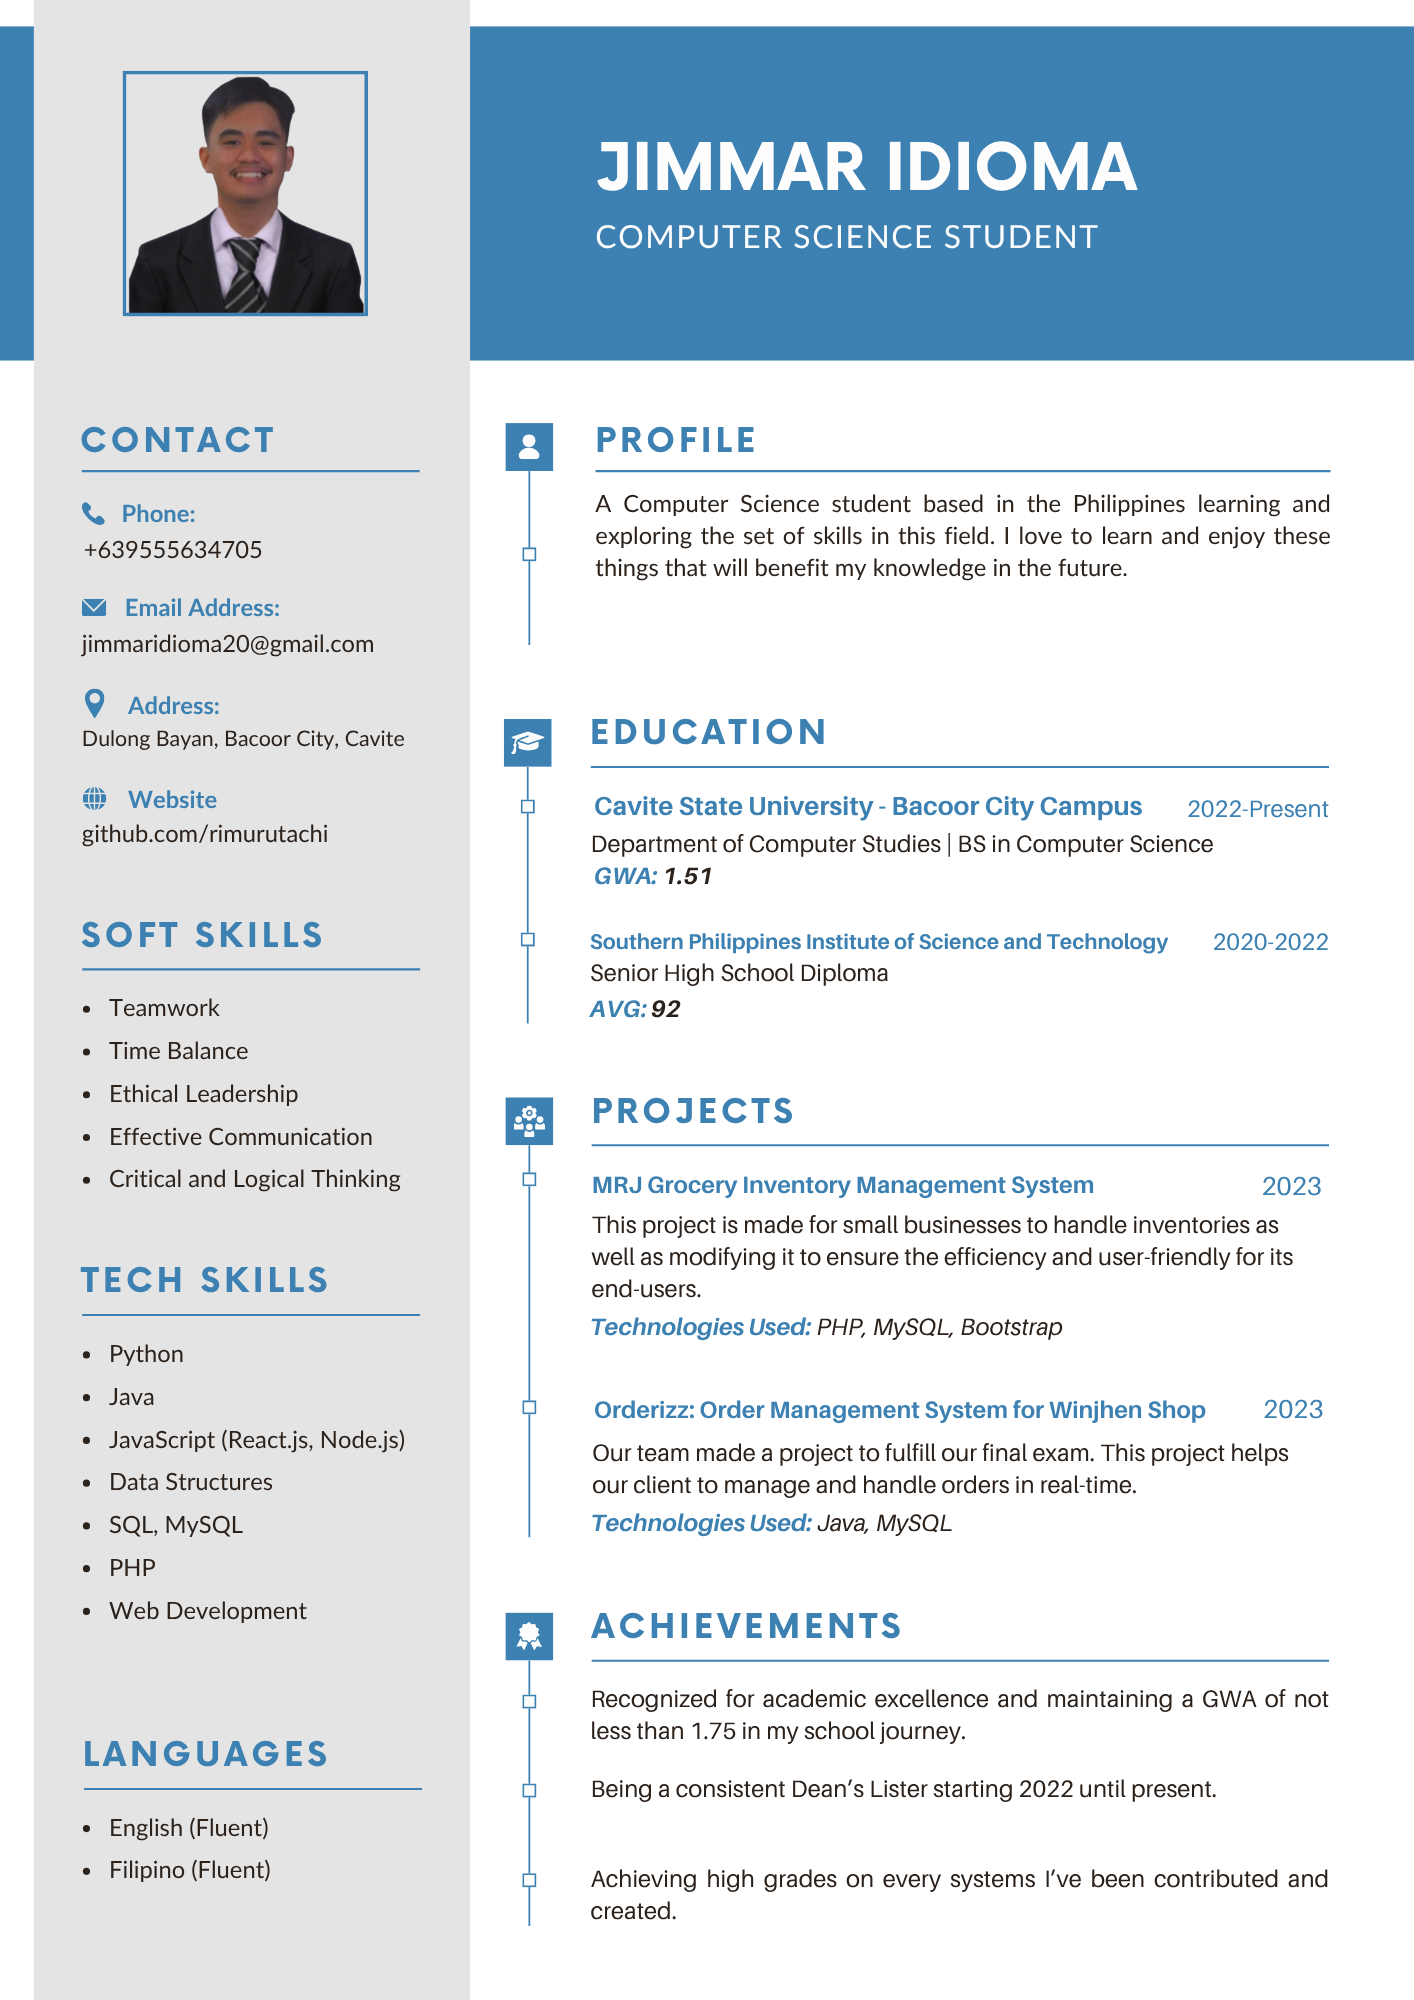 JIMMAR IDIOMA
COMPUTER SCIENCE STUDENT
CONTACT
Phone:
+639555634705
Email Address:
jimmaridioma20@gmail.com
Address:
Dulong Bayan, Bacoor City, Cavite
Website
github.com/rimurutachi
SOFT SKILLS
• Teamwork
• Time Balance
• Ethical Leadership
• Effective Communication
• Critical and Logical Thinking
TECH SKILLS
• Python
• Java
• JavaScript (React.js, Node.js)
• Data Structures
• SQL, MySQL
• PHP
• Web Development
LANGUAGES
• English (Fluent)
• Filipino (Fluent)
PROFILE
A Computer Science student based in the Philippines learning and
exploring the set of skills in this field. I love to learn and enjoy these
things that will benefit my knowledge in the future.
EDUCATION
Cavite State University - Bacoor City Campus 2022-Present
Department of Computer Studies | BS in Computer Science
GWA: 1.51
Southern Philippines Institute of Science and Technology 2020-2022
Senior High School Diploma
AVG: 92
PROJECTS
MRJ Grocery Inventory Management System 2023
This project is made for small businesses to handle inventories as
well as modifying it to ensure the efficiency and user-friendly for its
end-users.
Technologies Used: PHP, MySQL, Bootstrap
Orderizz: Order Management System for Winjhen Shop 2023
Our team made a project to fulfill our final exam. This project helps
our client to manage and handle orders in real-time.
Technologies Used: Java, MySQL
ACHIEVEMENTS
Recognized for academic excellence and maintaining a GWA of not
less than 1.75 in my school journey.
Being a consistent Dean's Lister starting 2022 until present.
Achieving high grades on every systems I've been contributed and
created.